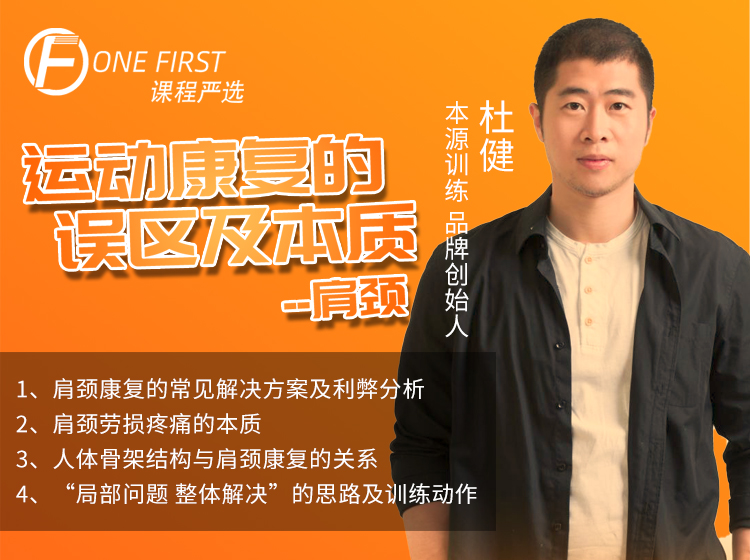 ONE FIRST
课程严选
运动康复的
误区及本质
--肩颈
杜健
本源训练 品牌创始人
1、肩颈康复的常见解决方案及利弊分析
2、肩颈劳损疼痛的本质
3、人体骨架结构与肩颈康复的关系
4、“局部问题 整体解决”的思路及训练动作